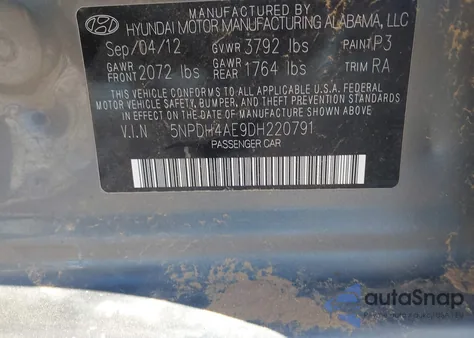 MANUFACTURED BY
HYUNDAI MOTOR MANUFACTURING ALABAMA, LLC
Sep/04/12 GVWR 3792 lbs PAINT P3
GAWR FRONT 2072 lbs GAWR REAR 1764 lbs TRIM RA
THIS VEHICLE CONFORMS TO ALL APPLICABLE U.S.A FEDERAL
VEHICLE SAFETY, BUMPER, AND THEFT PREVENTION STANDARDS
IN EFFECT ON THE DATE OF MANUFACTURE SHOWN ABOVE.
V.I.N 5NPDH4AE9DH220791
PASSENGER CAR
autoSnap